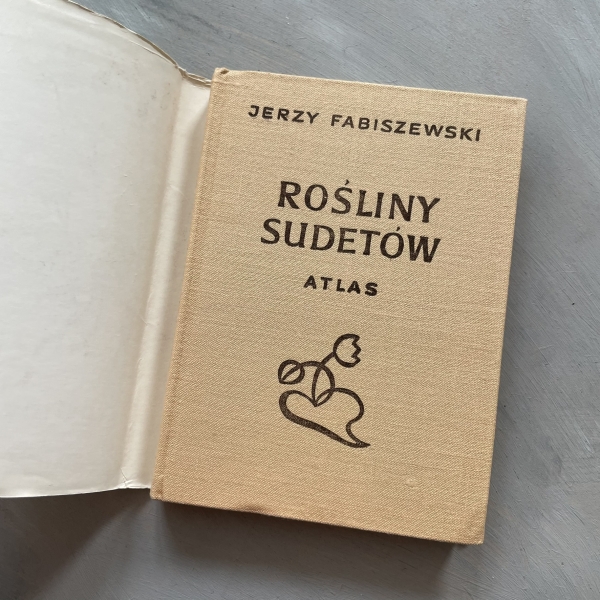 JERZY FABISZEWSKI
ROŚLINY
SUDETÓW
ATLAS